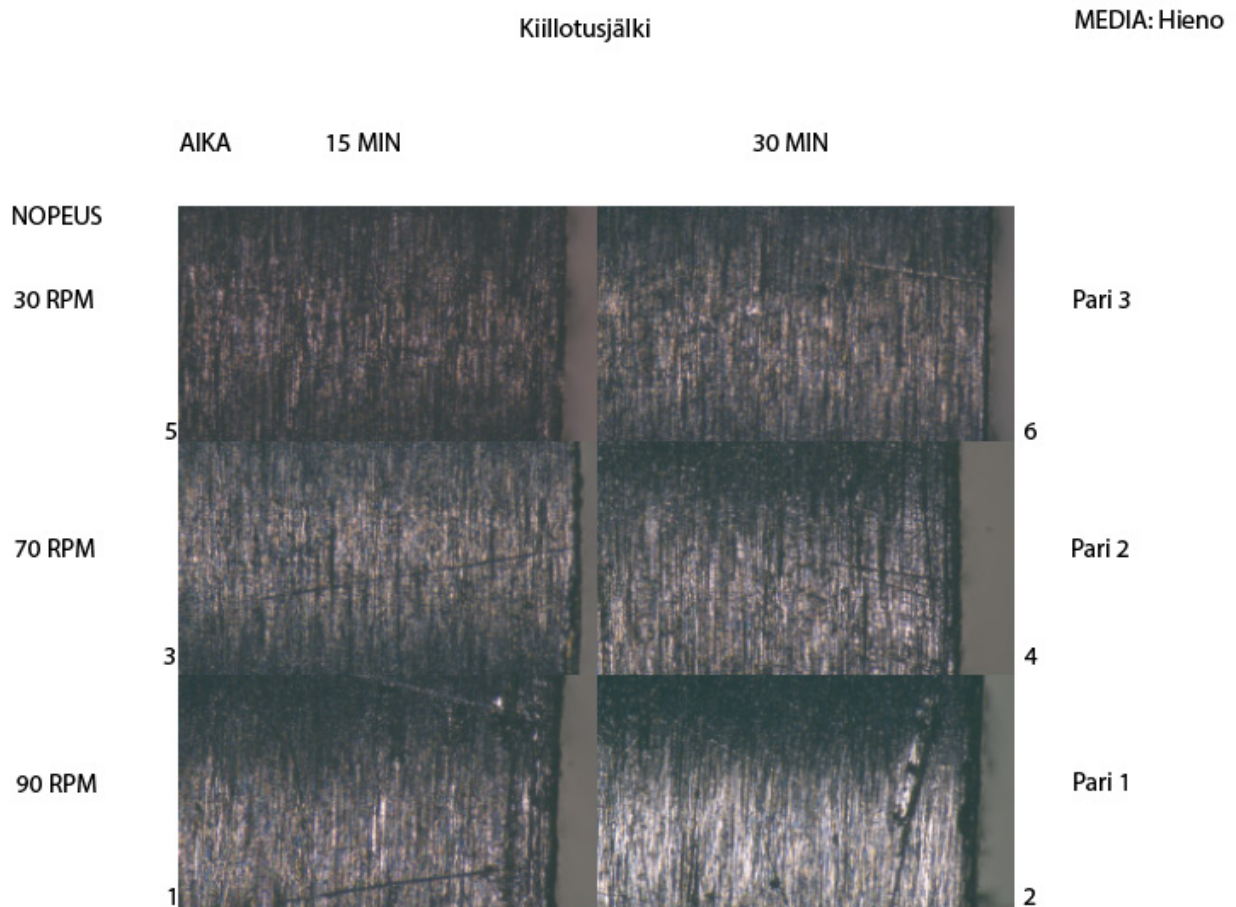 Kiillotusjälki
MEDIA: Hieno
AIKA 15 MIN 30 MIN
NOPEUS
30 RPM Pari 3
5 6
70 RPM Pari 2
3 4
90 RPM Pari 1
1 2